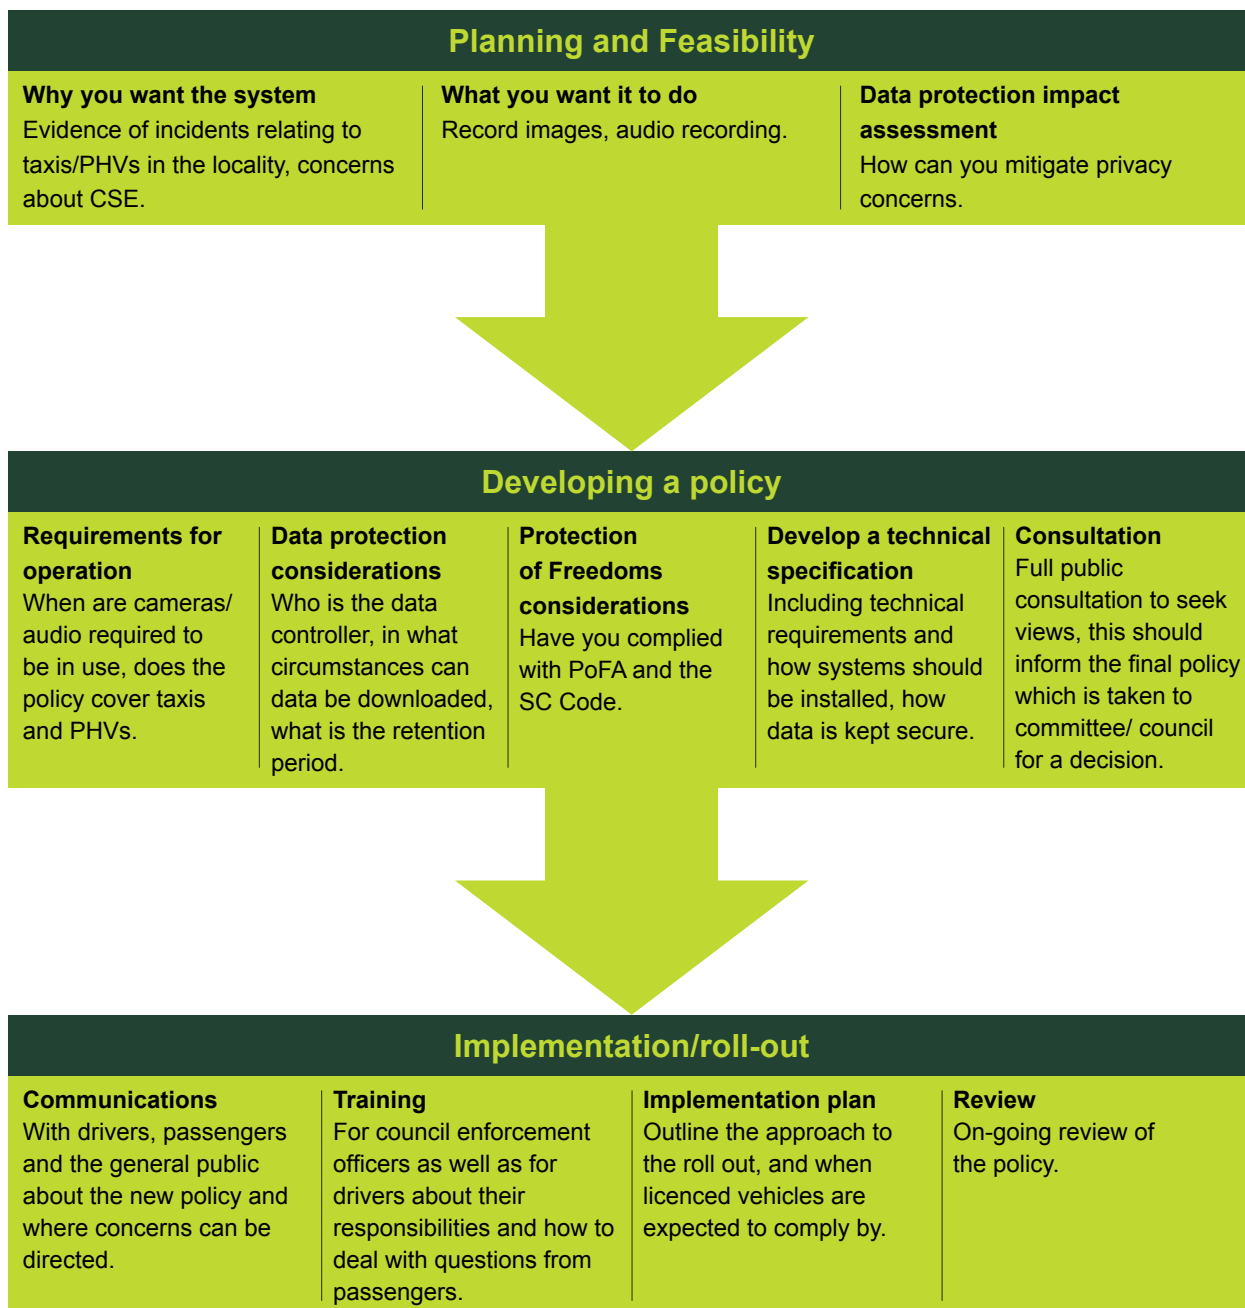 Planning and Feasibility
Why you want the system
Evidence of incidents relating to
taxis/PHVs in the locality, concerns
about CSE.
What you want it to do
Record images, audio recording.
Data protection impact
assessment
How can you mitigate privacy
concerns.
Developing a policy
Requirements for
operation
When are cameras/
audio required to
be in use, does the
policy cover taxis
and PHVs.
Data protection
considerations
Who is the data
controller, in what
circumstances can
data be downloaded,
what is the retention
period.
Protection
of Freedoms
considerations
Have you complied
with PoFA and the
SC Code.
Develop a technical
specification
Including technical
requirements and
how systems should
be installed, how
data is kept secure.
Consultation
Full public
consultation to seek
views, this should
inform the final policy
which is taken to
committee/ council
for a decision.
Implementation/roll-out
Communications
With drivers, passengers
and the general public
about the new policy and
where concerns can be
directed.
Training
For council enforcement
officers as well as for
drivers about their
responsibilities and how to
deal with questions from
passengers.
Implementation plan
Outline the approach to
the roll out, and when
licenced vehicles are
expected to comply by.
Review
On-going review of
the policy.